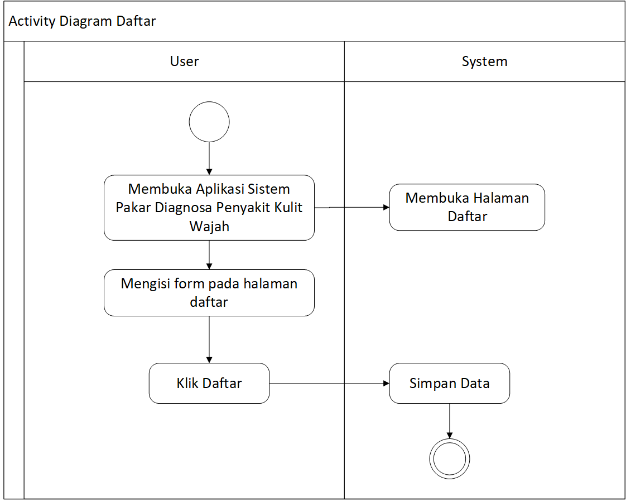 Activity Diagram Daftar
User
System
Membuka Aplikasi Sistem
Pakar Diagnosa Penyakit Kulit
Wajah
Membuka Halaman
Daftar
Mengisi form pada halaman
daftar
Klik Daftar
Simpan Data